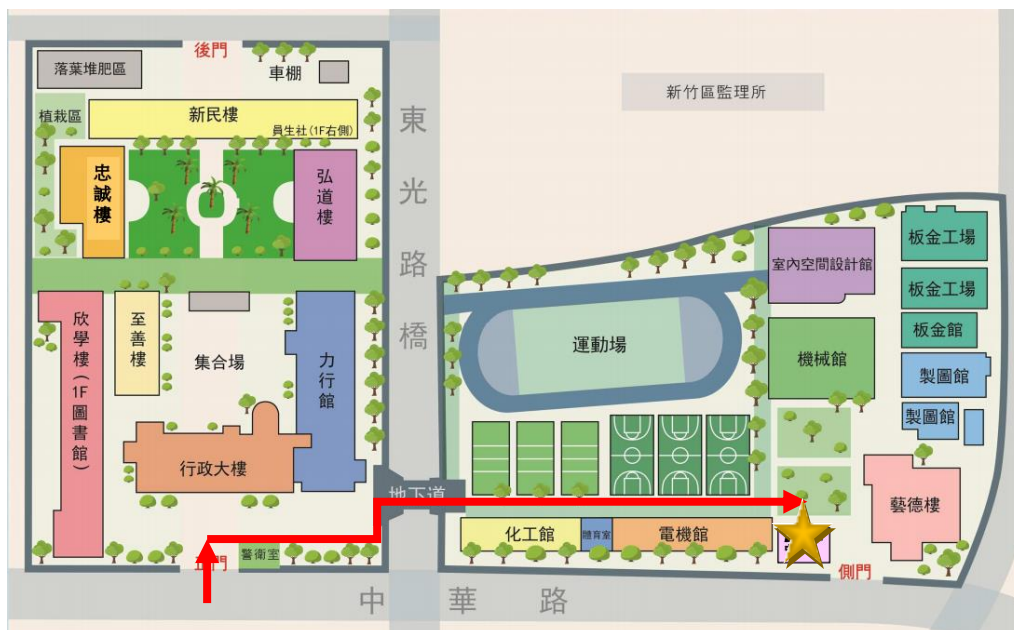 後門
落葉堆肥區
車棚
新竹區監理所
植栽區
新民樓
員生社(1F右側)
東光路橋
忠誠樓
弘道樓
室內空間設計館
板金工場
板金工場
欣學樓(1F圖書館)
至善樓
集合場
力行館
運動場
機械館
板金館
製圖館
製圖館
行政大樓
地下道
藝德樓
化工館
體育室
電機館
警衛室
正門
側門
中華路